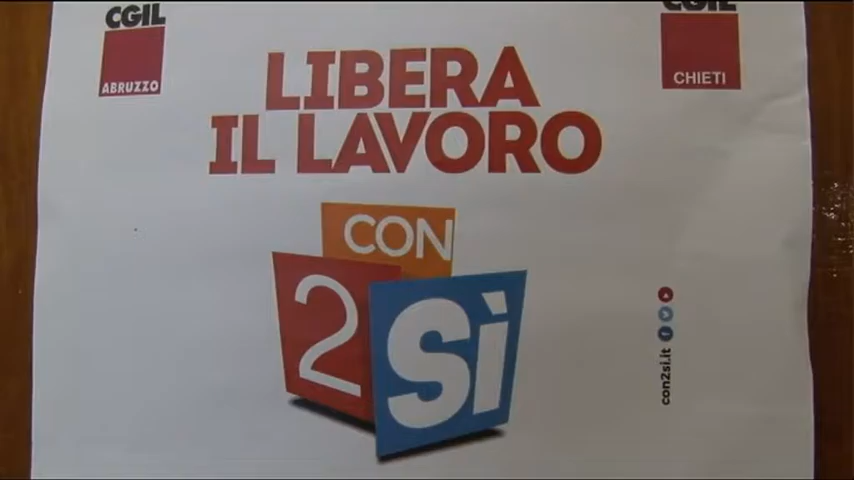 CGIL
ABRUZZO
CGIL
CHIETI
LIBERA
IL LAVORO
CON
2 SÌ
con2si.it